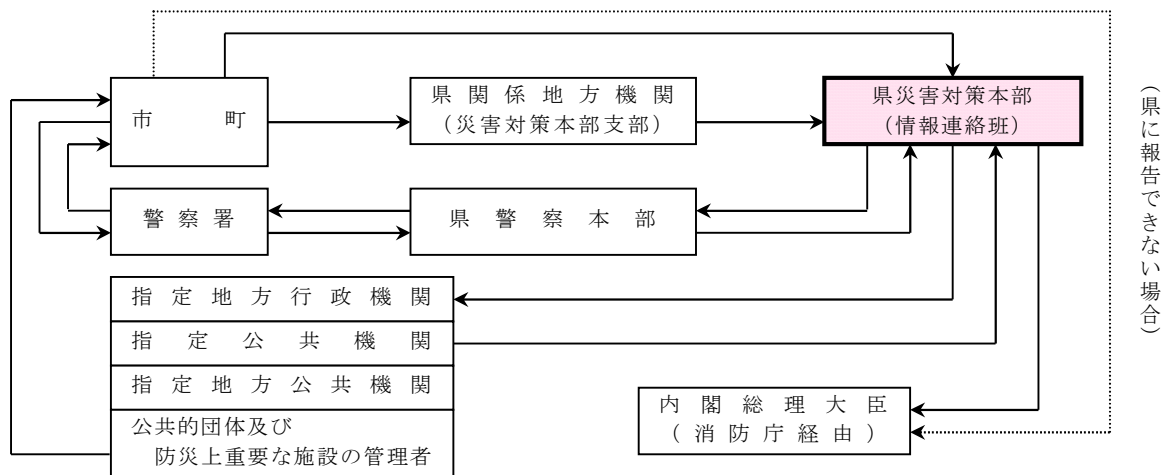 市町
県関係地方機関
（災害対策本部支部）
県災害対策本部
（情報連絡班）
（県に報告できない場合）
警察署
県警察本部
指定地方行政機関
指定公共機関
指定地方公共機関
公共的団体及び
防災上重要な施設の管理者
内閣総理大臣
（消防庁経由）